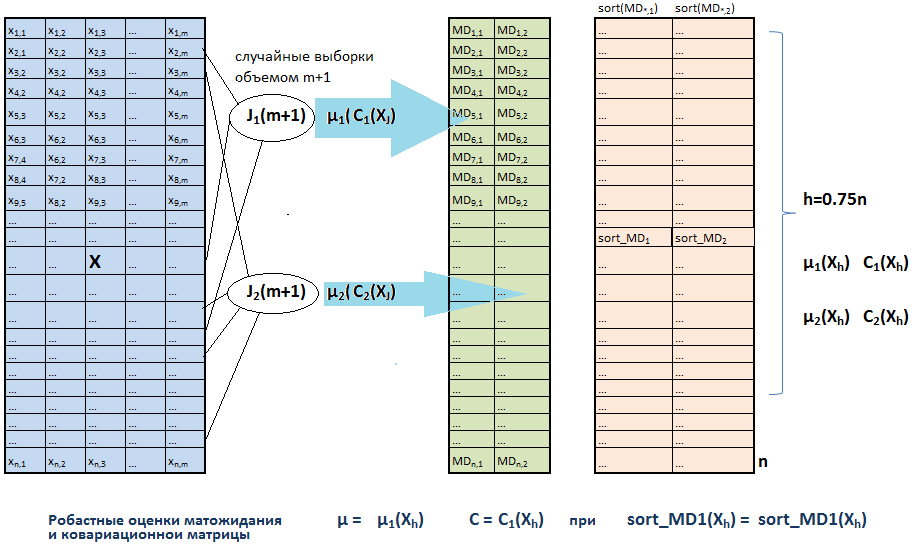 sort(MD*,1) sort(MD*,2)
x1,1 x1,2 x1,3 ... x1,m
x2,1 x2,2 x2,3 ... x2,m
x3,2 x3,2 x3,3 ... x3,m
x4,2 x4,2 x4,3 ... x4,m
x5,3 x5,2 x5,3 ... x5,m
x6,3 x6,2 x6,3 ... x6,m
x7,4 x6,2 x7,3 ... x7,m
x8,4 x7,2 x8,3 ... x8,m
x9,5 x8,2 x9,3 ... x9,m
... ... ... ... ...
... ... ... ... ...
... ... X ... ...
... ... ... ... ...
... ... ... ... ...
... ... ... ... ...
... ... ... ... ...
... ... ... ... ...
... ... ... ... ...
... ... ... ... ...
... ... ... ... ...
... ... ... ... ...
xn,1 xn,2 xn,3 ... xn,m
случайные выборки
объемом m+1
J1(m+1)
μ1( C1(XJ)
J2(m+1)
μ2( C2(XJ)
MD1,1 MD1,2
MD2,1 MD2,2
MD3,1 MD3,2
MD4,1 MD4,2
MD5,1 MD5,2
MD6,1 MD6,2
MD7,1 MD7,2
MD8,1 MD8,2
MD9,1 MD9,2
... ...
... ...
... ...
... ...
... ...
... ...
... ...
... ...
... ...
... ...
... ...
... ...
MDn,1 MDn,2
... ...
... ...
... ...
... ...
... ...
... ...
... ...
... ...
... ...
... ...
sort_MD1 sort_MD2
... ...
... ...
... ...
... ...
... ...
... ...
... ...
... ...
... ...
... ...
... ... n
h=0.75n
μ1(Xh) C1(Xh)
μ2(Xh) C2(Xh)
Робастные оценки матожидания
и ковариационной матрицы
μ = μ1(Xh) C = C1(Xh) при sort_MD1(Xh) = sort_MD1(Xh)